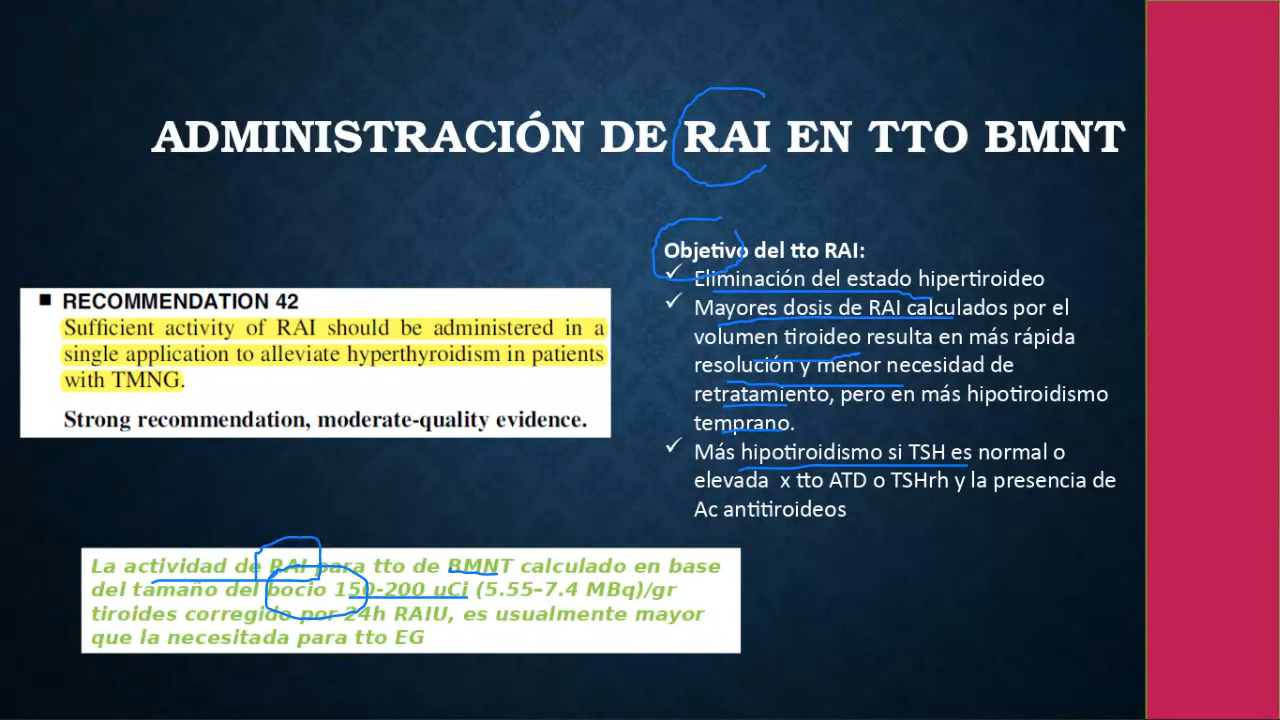 ADMINISTRACIÓN DE RAI EN TTO BMNT
RECOMMENDATION 42
Sufficient activity of RAI should be administered in a
single application to alleviate hyperthyroidism in patients
with TMNG.
Strong recommendation, moderate-quality evidence.
Objetivo del tto RAI:
Eliminación del estado hipertiroideo
Mayores dosis de RAI calculados por el
volumen tiroideo resulta en más rápida
resolución y menor necesidad de
retratamiento, pero en más hipotiroidismo
temprano.
Más hipotiroidismo si TSH es normal o
elevada x tto ATD o TSHrh y la presencia de
Ac antitiroideos
La actividad de RAI para tto de BMNT calculado en base
del tamaño del bocio 150-200 uCi (5.55–7.4 MBq)/gr
tiroides corregido por 24h RAIU, es usualmente mayor
que la necesitada para tto EG